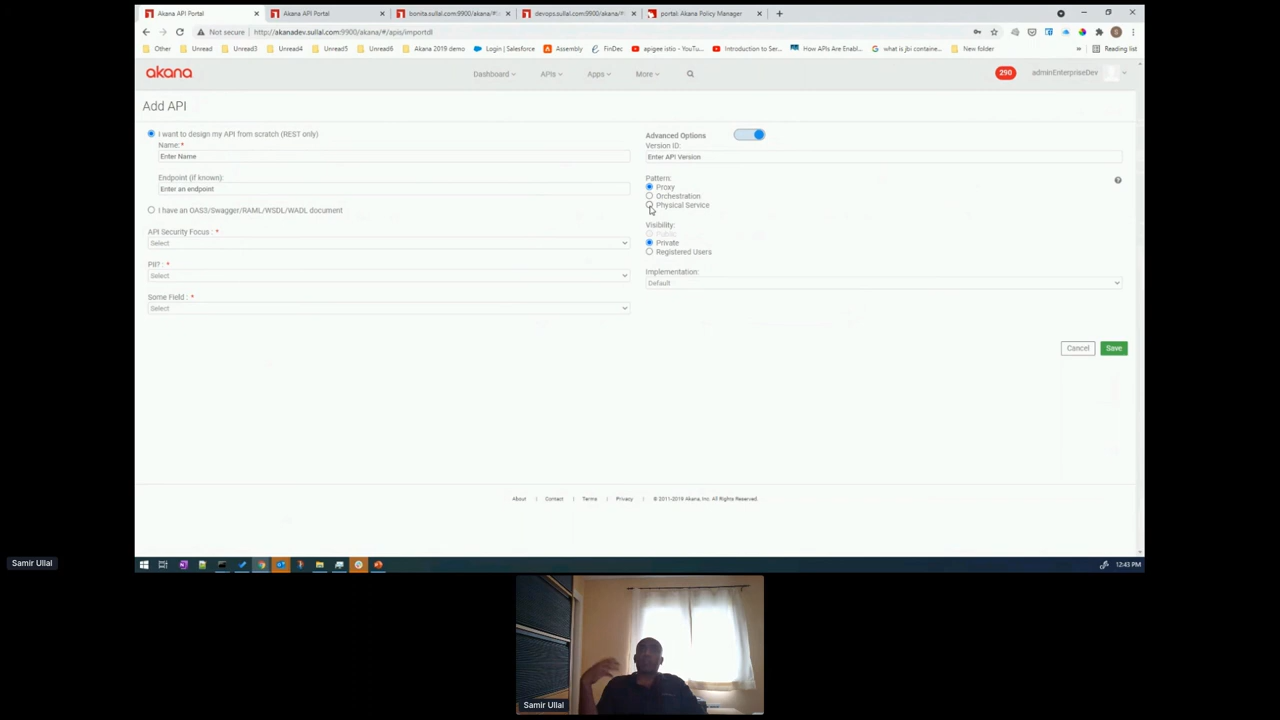 Akana API Portal
Akana API Portal
bonita.sullal.com:9900/akana/#
devops.sullal.com:9900/akana/#
portal: Akana Policy Manager
Not secure
akanadev.sullal.com:9900/akana/#/apis/importdl
Other
Unread
Unread3
Unread4
Unread5
Unread6
Akana 2019 demo
Login | Salesforce
Assembly
FinDec
apigee istio - YouTu...
Introduction to Ser...
How APIs Are Enabl...
what is jbi containe...
New folder
»
Reading list
akana
Dashboard
APIs
Apps
More
290
adminEnterpriseDev
Add API
I want to design my API from scratch (REST only)
Name:*
Enter Name
Endpoint (if known):
Enter an endpoint
I have an OAS3/Swagger/RAML/WSDL/WADL document
API Security Focus : *
Select
PII? : *
Select
Some Field : *
Select
Advanced Options
Version ID:
Enter API Version
Pattern:
Proxy
Orchestration
Physical Service
Visibility:
Public
Private
Registered Users
Implementation:
Default
Cancel
Save
About | Contact | Terms | Privacy | © 2011-2019 Akana, Inc. All Rights Reserved.
12:43 PM
Samir Ullal
Samir Ullal